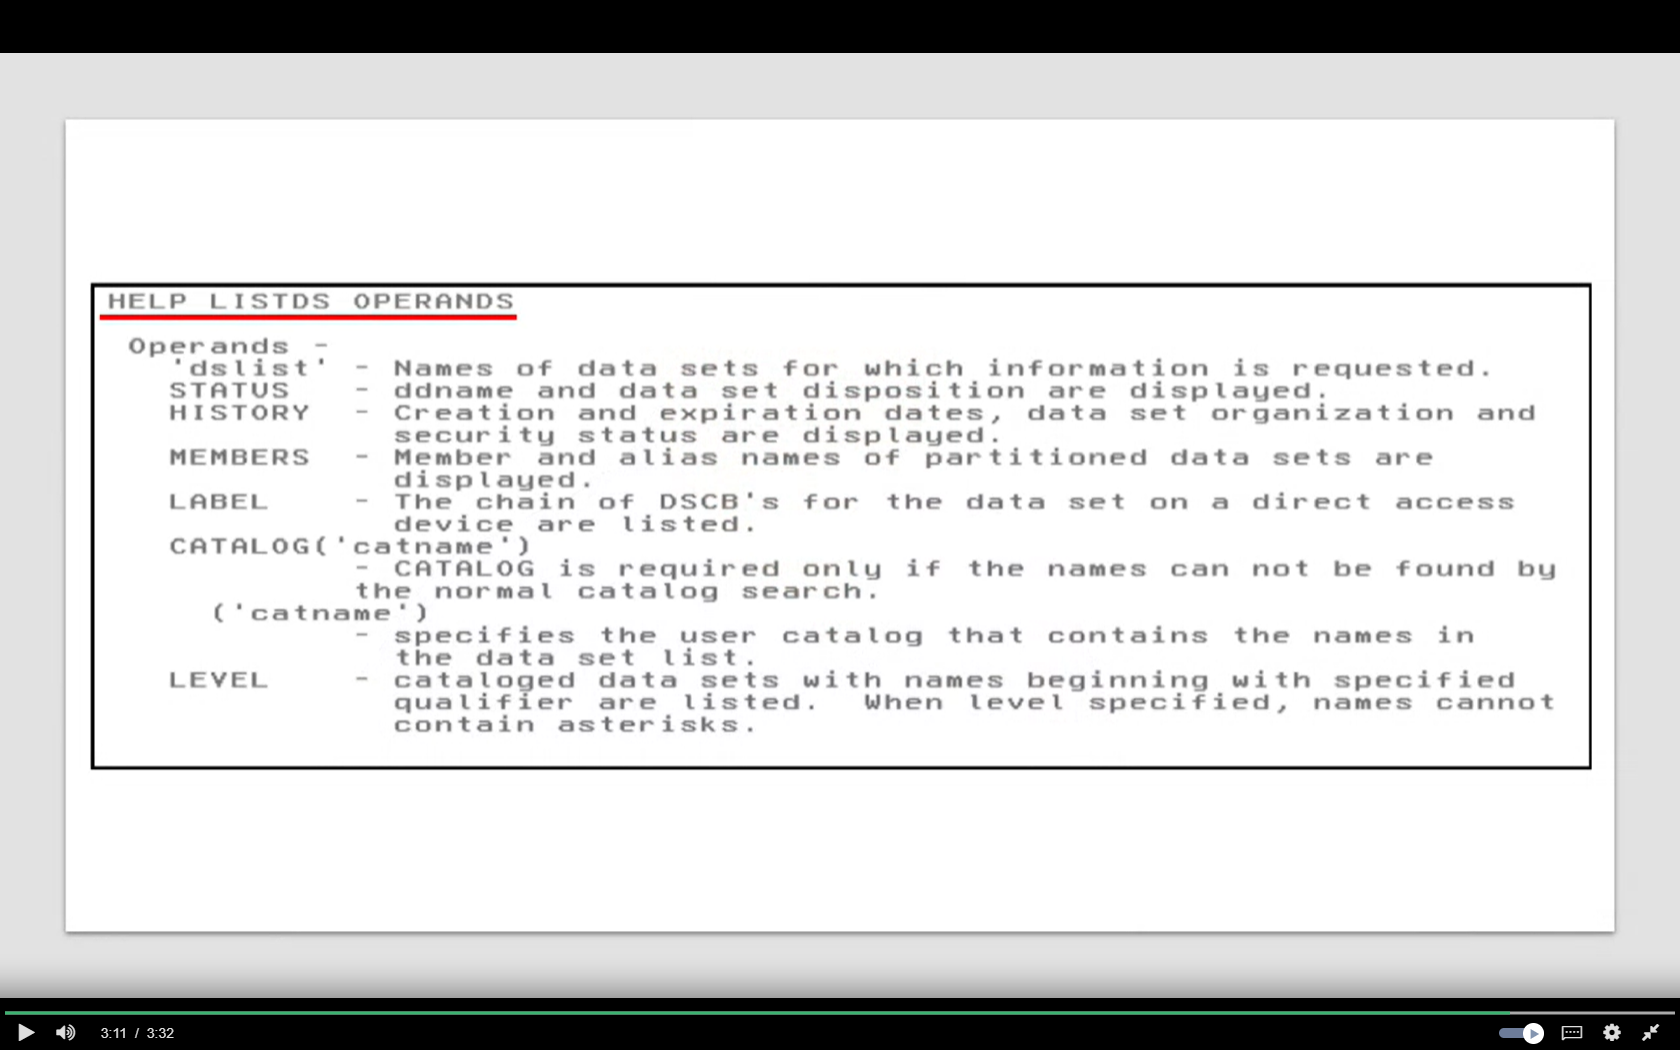 HELP LISTDS OPERANDS
Operands -
'dslist' - Names of data sets for which information is requested.
STATUS - ddname and data set disposition are displayed.
HISTORY - Creation and expiration dates, data set organization and
security status are displayed.
MEMBERS - Member and alias names of partitioned data sets are
displayed.
LABEL - The chain of DSCB's for the data set on a direct access
device are listed.
CATALOG('catname')
- CATALOG is required only if the names can not be found by
the normal catalog search.
('catname')
- specifies the user catalog that contains the names in
the data set list.
LEVEL - cataloged data sets with names beginning with specified
qualifier are listed. When level specified, names cannot
contain asterisks.
3:11 / 3:32